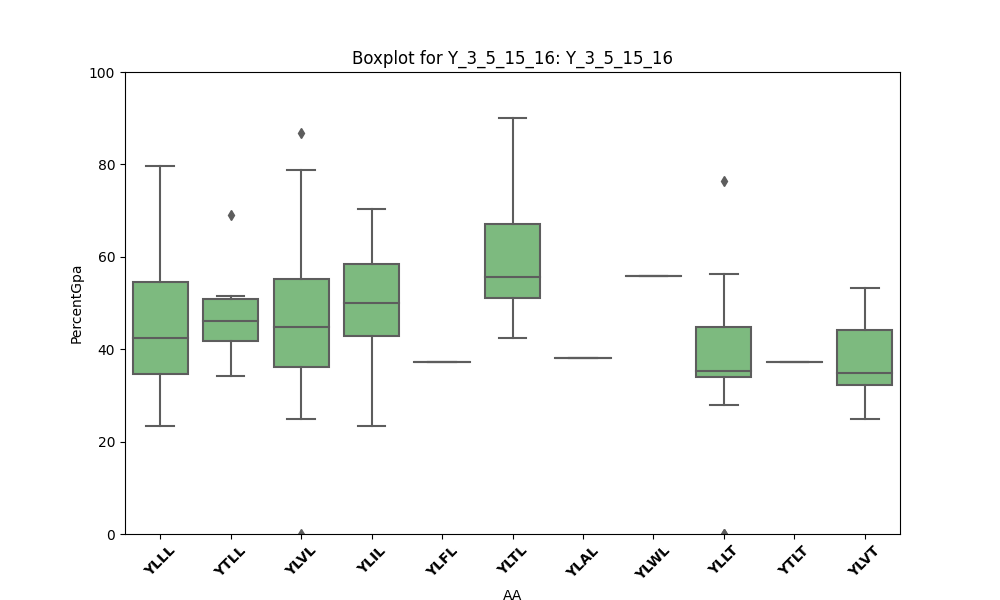 Boxplot for Y_3_5_15_16: Y_3_5_15_16
100
80
60
40
20
0
PercentGpa
YLLL YTLL YLVL YLIL YLFL YLTL YLAL YLWL YLLT YTLT YLVT
AA